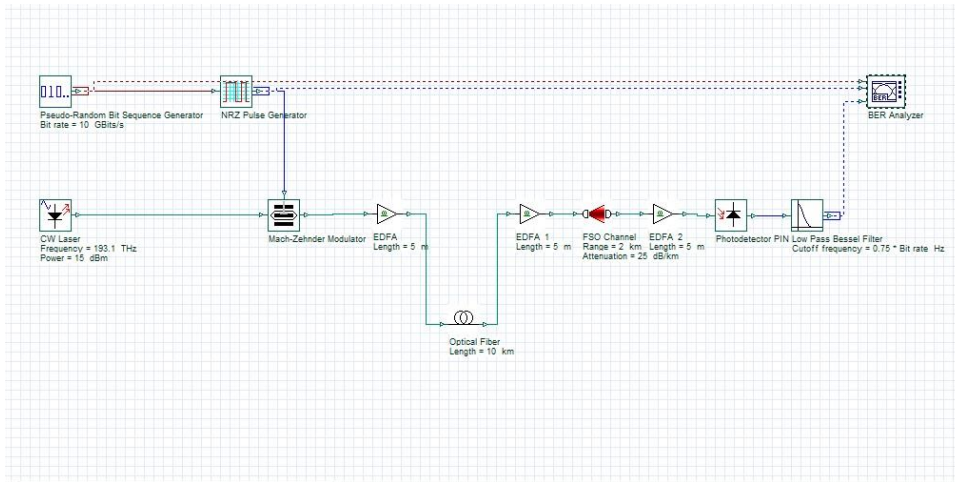 010..
BER
Pseudo-Random Bit Sequence Generator
Bit rate = 10 GBits/s
NRZ Pulse Generator
BER Analyzer
CW Laser
Frequency = 193.1 THz
Power = 15 dBm
Mach-Zehnder Modulator
EDFA
Length = 5 m
EDFA 1
Length = 5 m
FSO Channel
Range = 2 km
Attenuation = 25 dB/km
EDFA 2
Length = 5 m
Photodetector PIN
Low Pass Bessel Filter
Cutoff frequency = 0.75 * Bit rate Hz
Optical Fiber
Length = 10 km